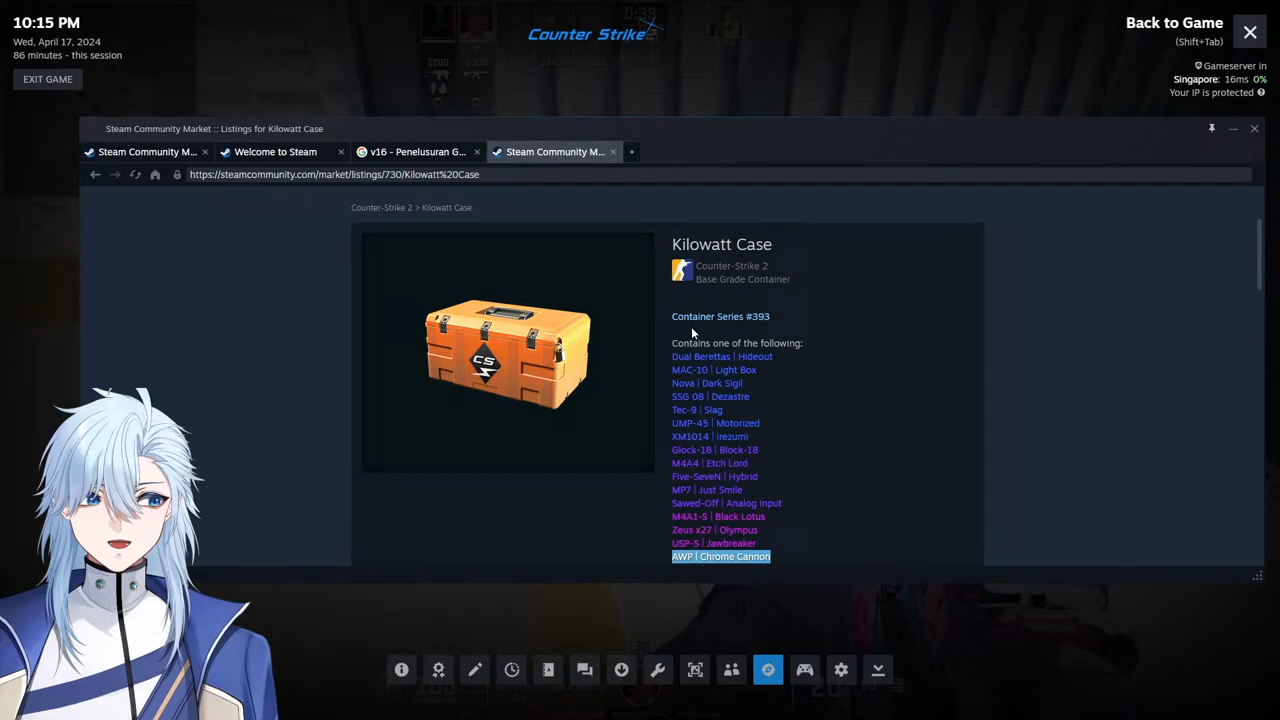 10:15 PM
Wed, April 17, 2024
86 minutes - this session
EXIT GAME
Counter Strike
Back to Game
(Shift+Tab)
Gameserver in
Singapore: 16ms 0%
Your IP is protected
Steam Community Market :: Listings for Kilowatt Case
Steam Community M...
Welcome to Steam
v16 - Penelusuran G...
Steam Community M...
https://steamcommunity.com/market/listings/730/Kilowatt%20Case
Counter-Strike 2 > Kilowatt Case
Kilowatt Case
Counter-Strike 2
Base Grade Container
Container Series #393
Contains one of the following:
Dual Berettas | Hideout
MAC-10 | Light Box
Nova | Dark Sigil
SSG 08 | Dezastre
Tec-9 | Slag
UMP-45 | Motorized
XM1014 | Irezumi
Glock-18 | Block-18
M4A4 | Etch Lord
Five-SeveN | Hybrid
MP7 | Just Smile
Sawed-Off | Analog Input
M4A1-S | Black Lotus
Zeus x27 | Olympus
USP-S | Jawbreaker
AWP | Chrome Cannon
CS